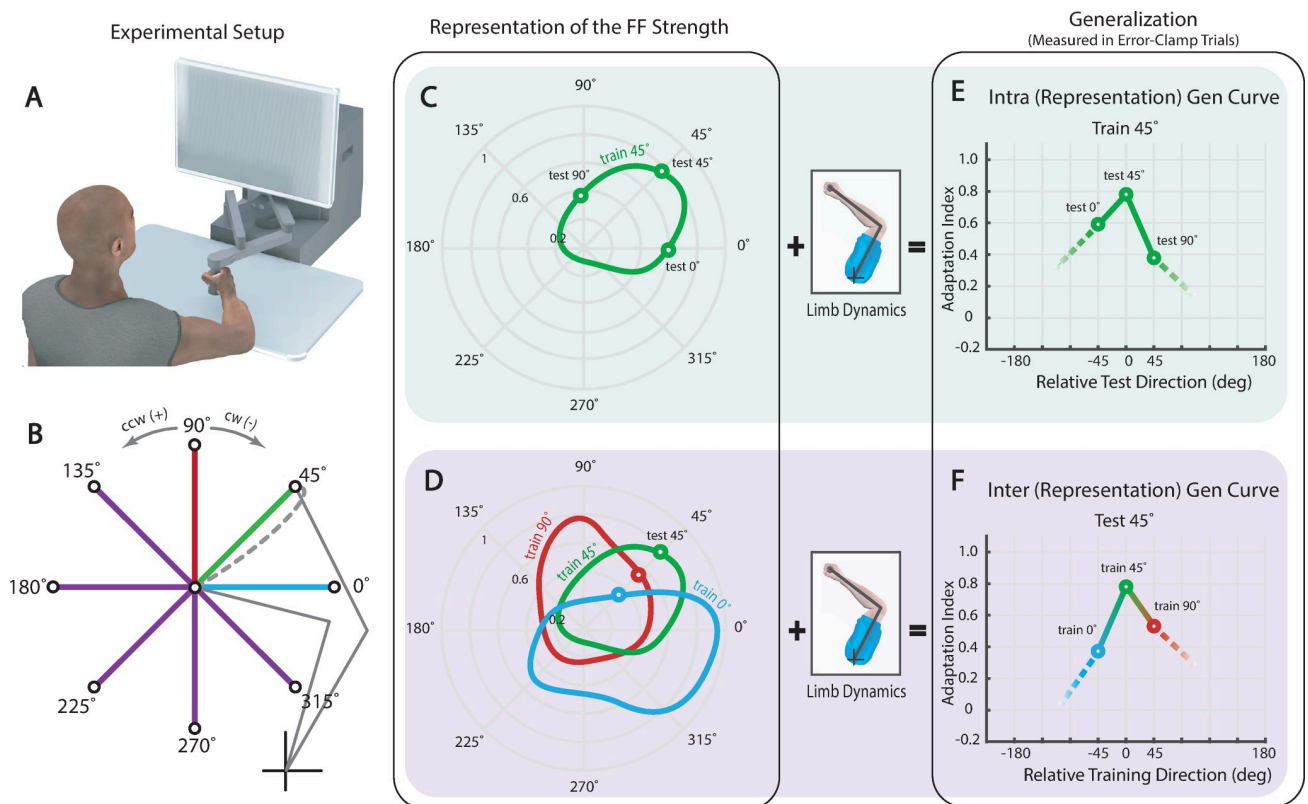 Experimental Setup
Representation of the FF Strength
Generalization
(Measured in Error-Clamp Trials)
A
B
ccw (+)
cw (-)
90˚
135˚
45˚
180˚
0˚
225˚
315˚
270˚
C
90˚
135˚
45˚
1
train 45˚
test 45˚
test 90˚
0.6
0.2
180˚
0˚
test 0˚
225˚
315˚
270˚
+
Limb Dynamics
=
E
Intra (Representation) Gen Curve
Train 45˚
Adaptation Index
1.0
0.8
0.6
0.4
0.2
0
-0.2
test 45˚
test 0˚
test 90˚
-180
-45
0
45
180
Relative Test Direction (deg)
D
90˚
135˚
45˚
1
train 90˚
train 45˚
test 45˚
0.6
train 0˚
0.2
180˚
0˚
225˚
315˚
270˚
+
Limb Dynamics
=
F
Inter (Representation) Gen Curve
Test 45˚
Adaptation Index
1.0
0.8
0.6
0.4
0.2
0
-0.2
train 45˚
train 90˚
train 0˚
-180
-45
0
45
180
Relative Training Direction (deg)